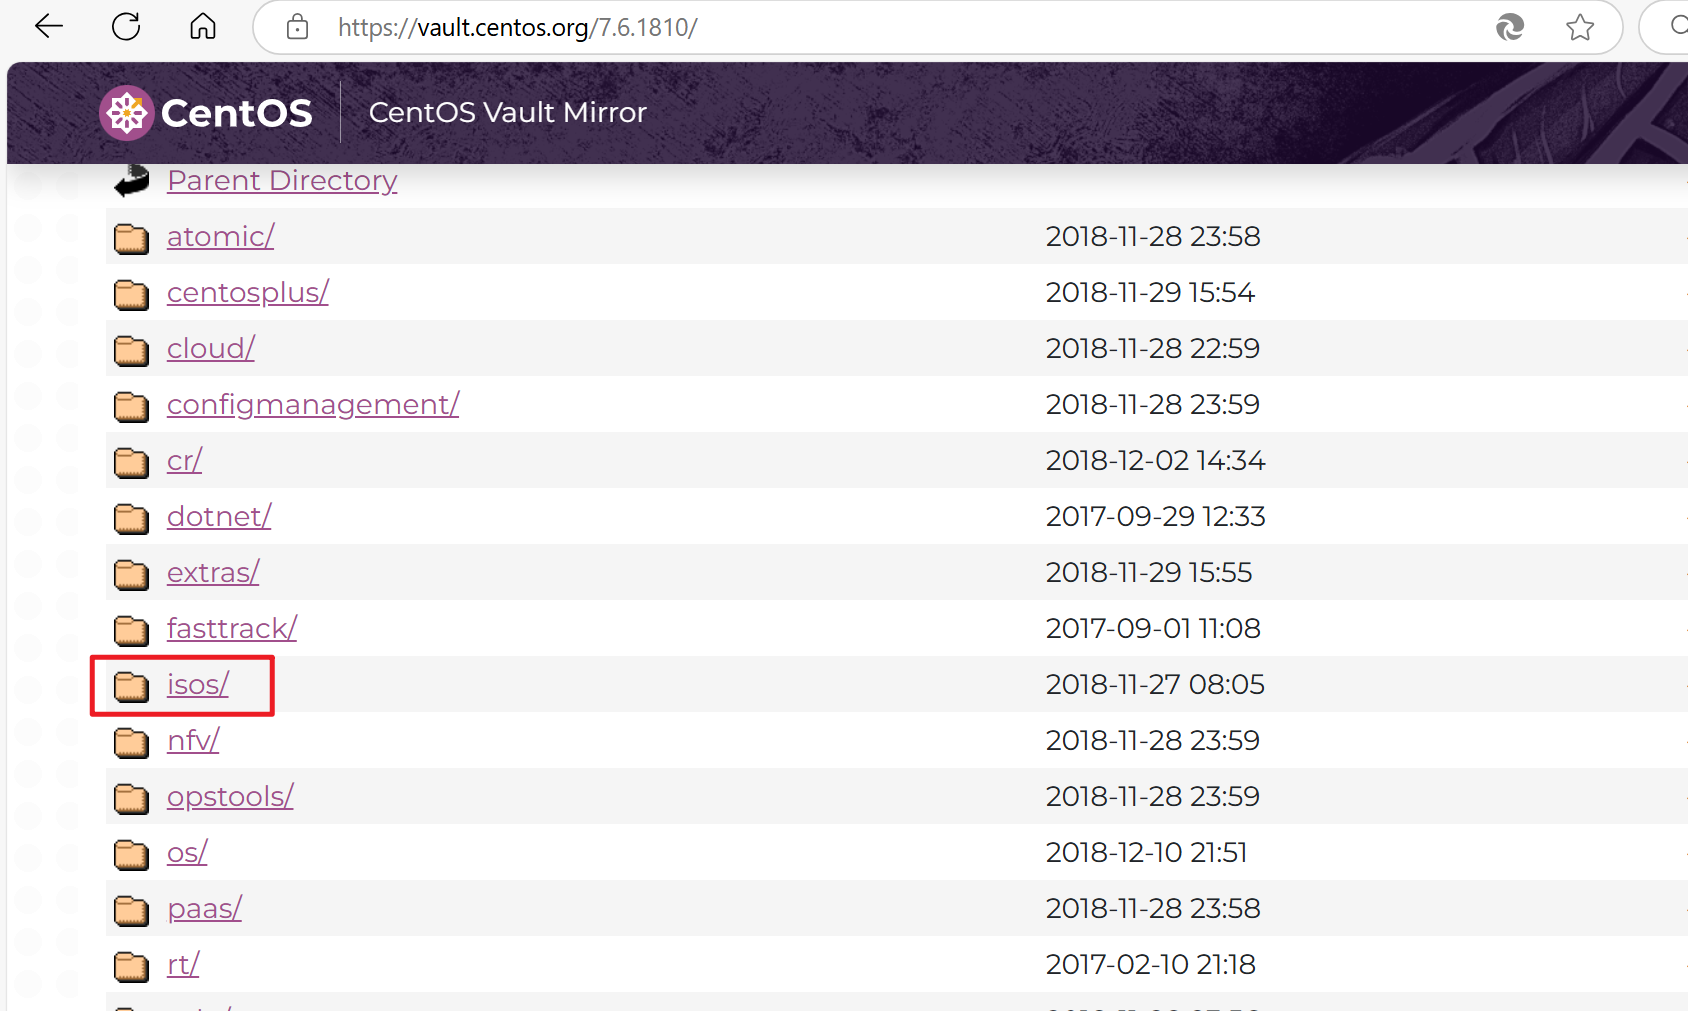 https://vault.centos.org/7.6.1810/
CentOS CentOS Vault Mirror
Parent Directory
atomic/ 2018-11-28 23:58
centosplus/ 2018-11-29 15:54
cloud/ 2018-11-28 22:59
configmanagement/ 2018-11-28 23:59
cr/ 2018-12-02 14:34
dotnet/ 2017-09-29 12:33
extras/ 2018-11-29 15:55
fasttrack/ 2017-09-01 11:08
isos/ 2018-11-27 08:05
nfv/ 2018-11-28 23:59
opstools/ 2018-11-28 23:59
os/ 2018-12-10 21:51
paas/ 2018-11-28 23:58
rt/ 2017-02-10 21:18